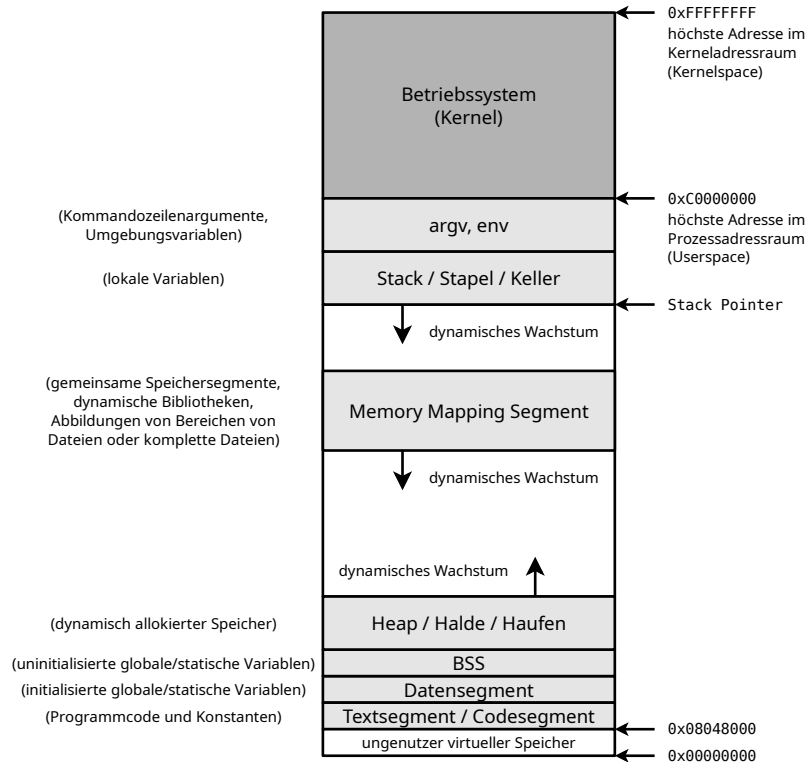 0xFFFFFFFF
höchste Adresse im
Kerneladressraum
(Kernelspace)
Betriebssystem
(Kernel)
0xC0000000
höchste Adresse im
Prozessadressraum
(Userspace)
(Kommandozeilenargumente,
Umgebungsvariablen)
argv, env
(lokale Variablen)
Stack / Stapel / Keller
Stack Pointer
dynamisches Wachstum
(gemeinsame Speichersegmente,
dynamische Bibliotheken,
Abbildungen von Bereichen von
Dateien oder komplette Dateien)
Memory Mapping Segment
dynamisches Wachstum
dynamisches Wachstum
(dynamisch allokierter Speicher)
Heap / Halde / Haufen
(uninitialisierte globale/statische Variablen)
BSS
(initialisierte globale/statische Variablen)
Datensegment
(Programmcode und Konstanten)
Textsegment / Codesegment
0x08048000
ungenutzer virtueller Speicher
0x00000000